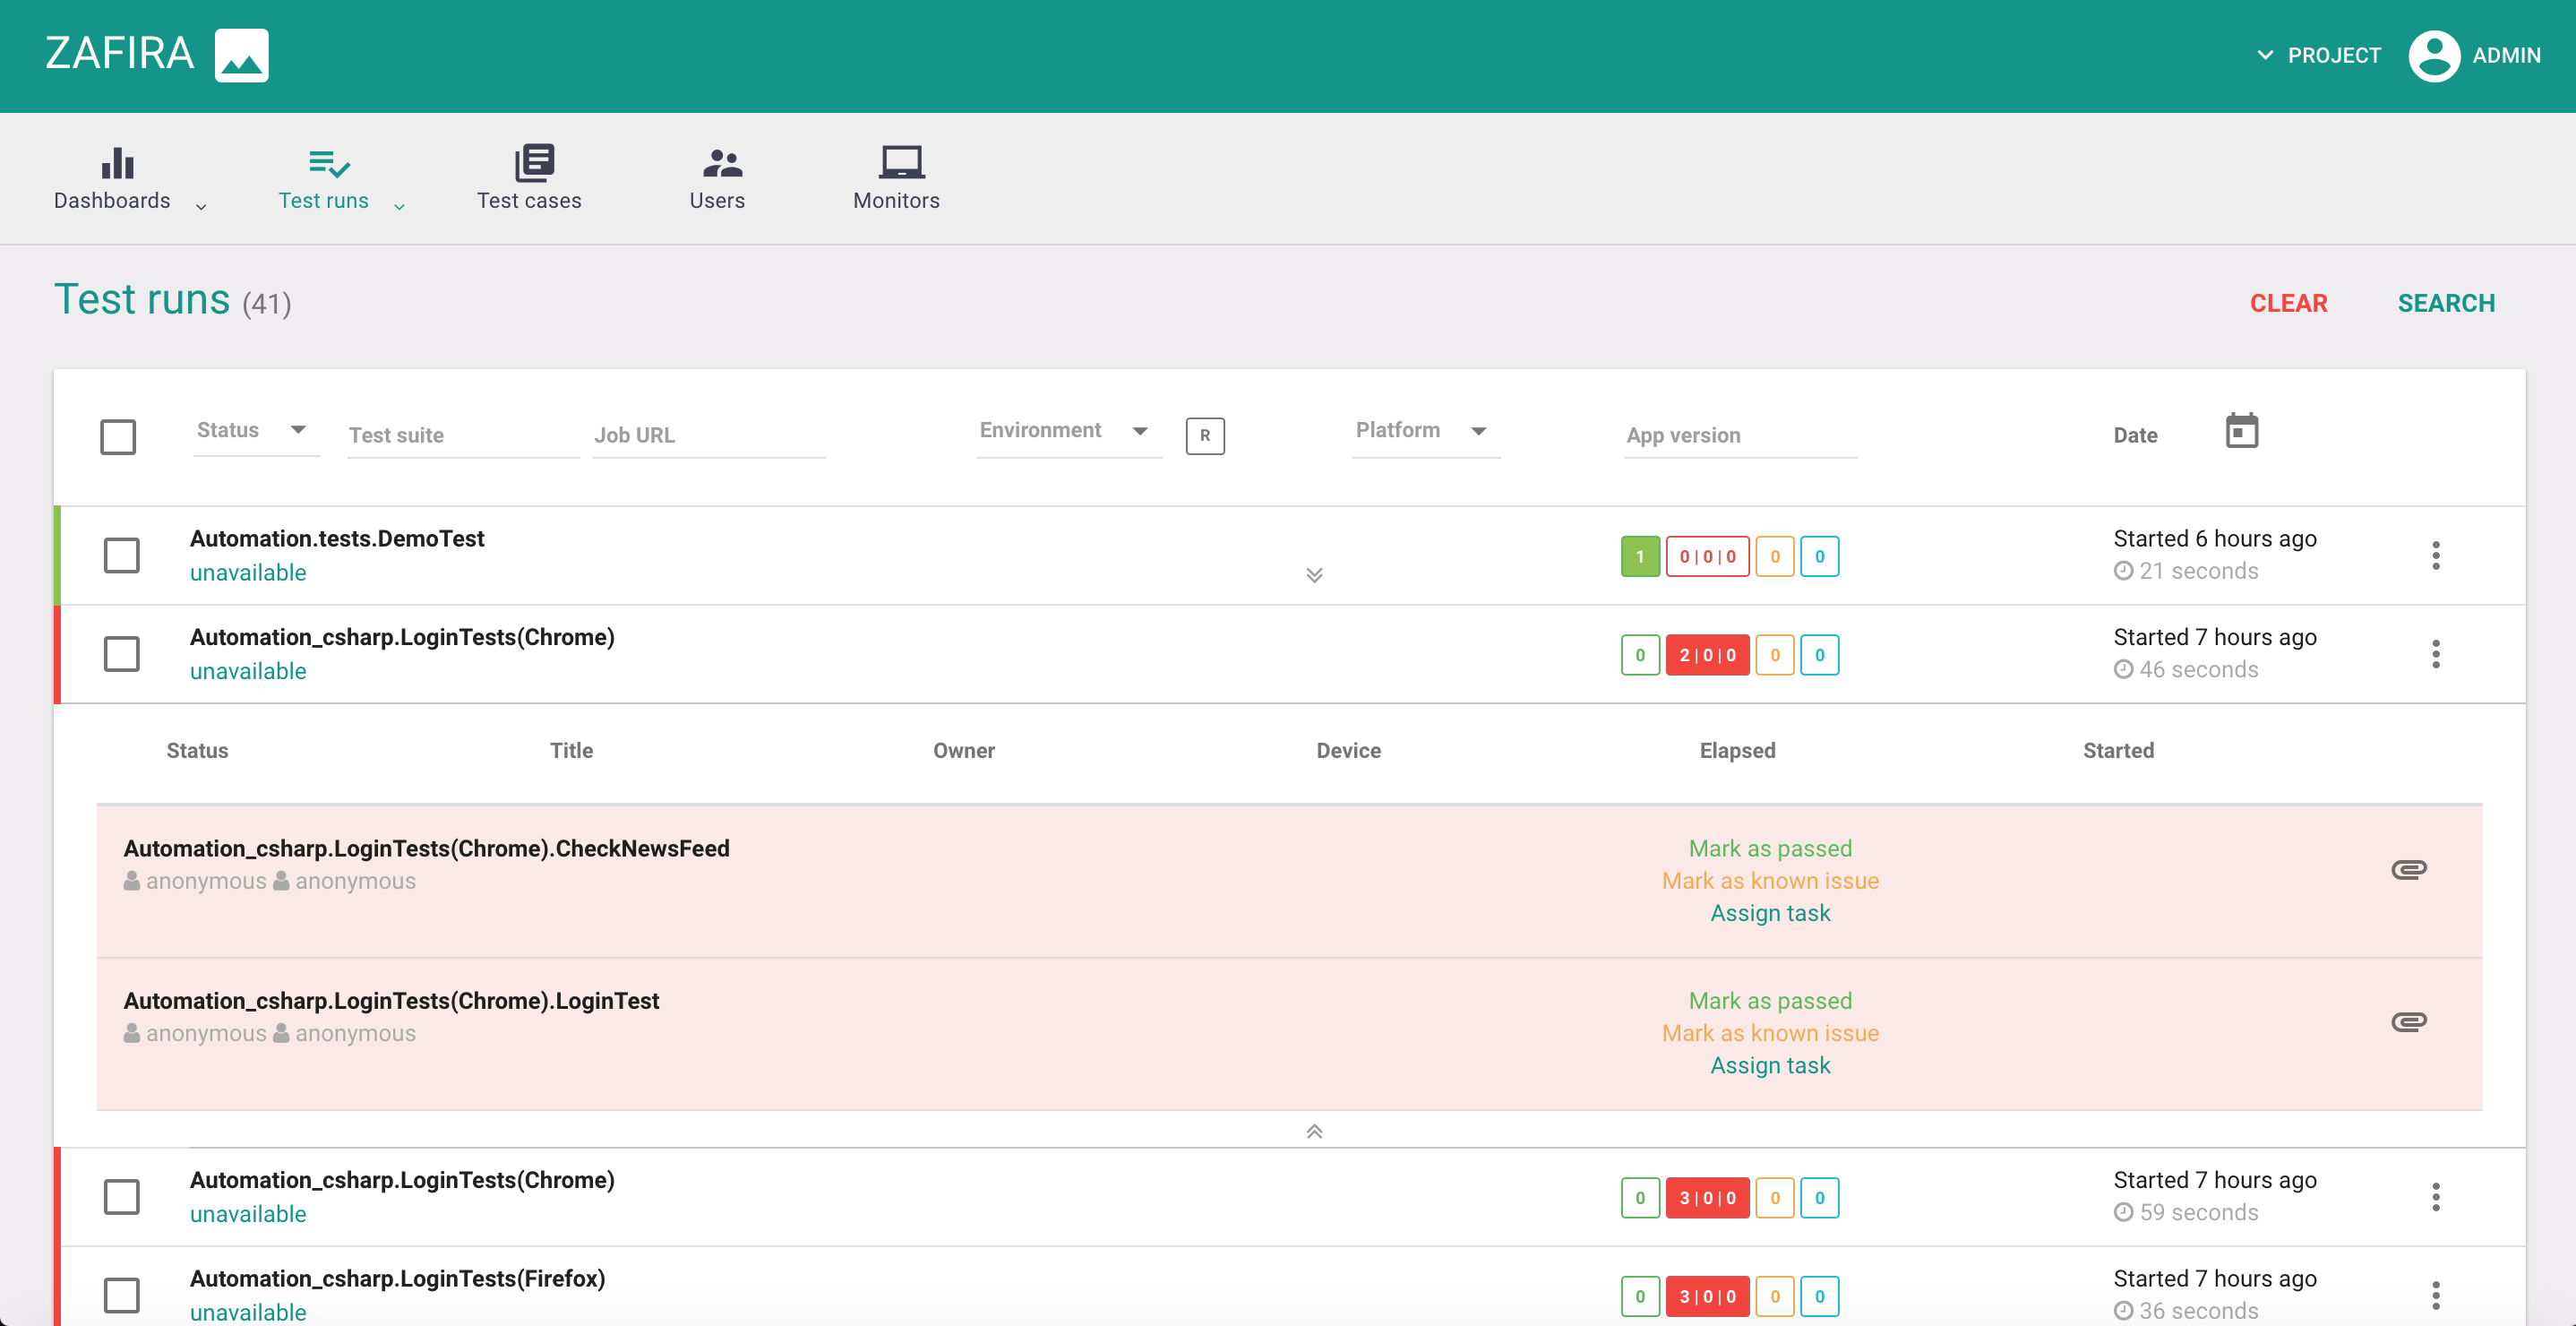 ZAFIRA
PROJECT
ADMIN
Dashboards
Test runs
Test cases
Users
Monitors
Test runs (41)
CLEAR
SEARCH
Status
Test suite
Job URL
Environment
R
Platform
App version
Date
Automation.tests.DemoTest
unavailable
1
0 | 0 | 0
0
0
Started 6 hours ago
21 seconds
Automation_csharp.LoginTests(Chrome)
unavailable
0
2 | 0 | 0
0
0
Started 7 hours ago
46 seconds
Status
Title
Owner
Device
Elapsed
Started
Automation_csharp.LoginTests(Chrome).CheckNewsFeed
anonymous anonymous
Mark as passed
Mark as known issue
Assign task
Automation_csharp.LoginTests(Chrome).LoginTest
anonymous anonymous
Mark as passed
Mark as known issue
Assign task
Automation_csharp.LoginTests(Chrome)
unavailable
0
3 | 0 | 0
0
0
Started 7 hours ago
59 seconds
Automation_csharp.LoginTests(Firefox)
unavailable
0
3 | 0 | 0
0
0
Started 7 hours ago
36 seconds